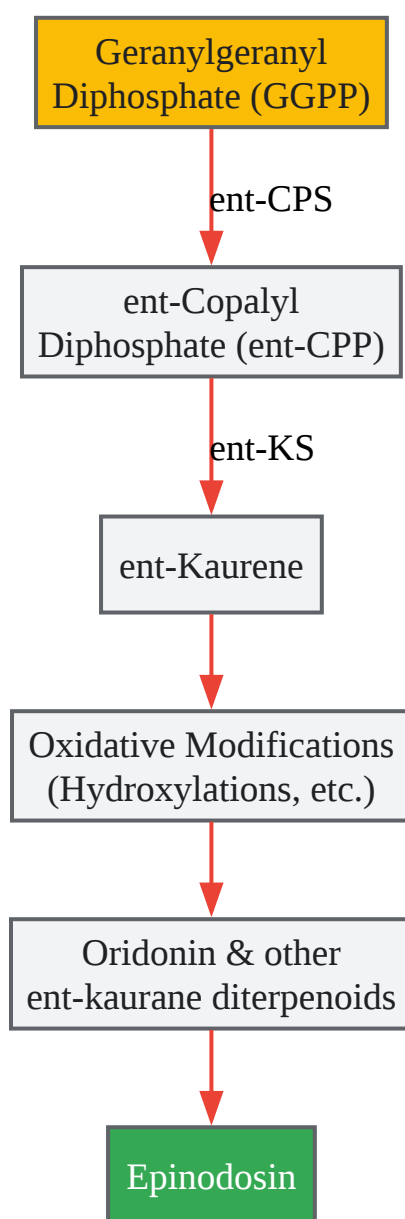 Geranylgeranyl
Diphosphate (GGPP)
ent-CPS
ent-Copalyl
Diphosphate (ent-CPP)
ent-KS
ent-Kaurene
Oxidative Modifications
(Hydroxylations, etc.)
Oridonin & other
ent-kaurane diterpenoids
Epinodosin